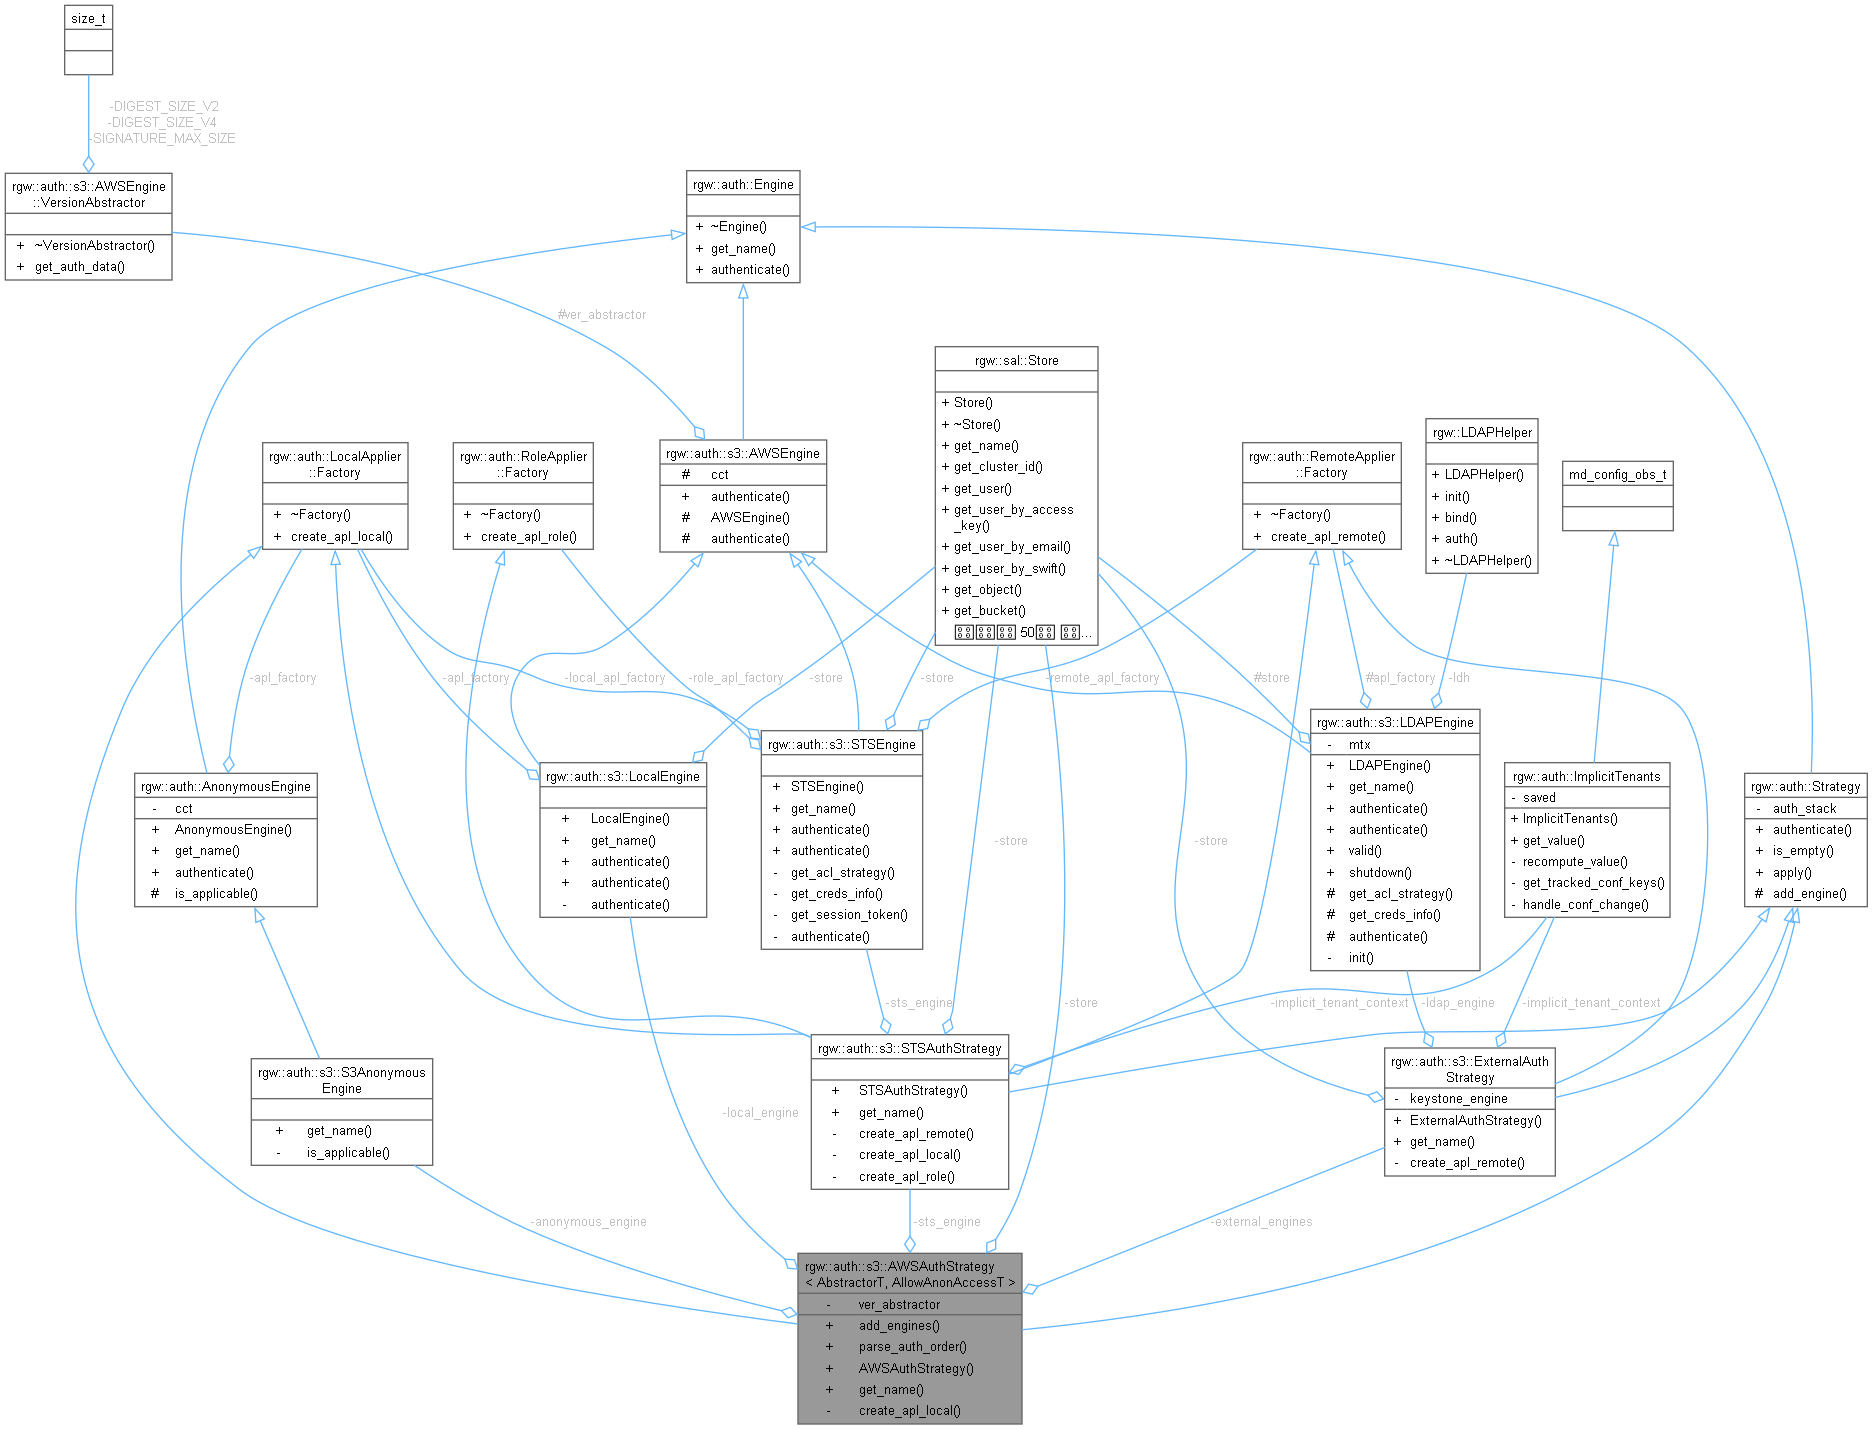 size_t
-DIGEST_SIZE_V2
-DIGEST_SIZE_V4
-SIGNATURE_MAX_SIZE
rgw::auth::s3::AWSEngine
::VersionAbstractor
+ ~VersionAbstractor()
+ get_auth_data()
rgw::auth::Engine
+ ~Engine()
+ get_name()
+ authenticate()
#ver_abstractor
rgw::sal::Store
+ Store()
+ ~Store()
+ get_name()
+ get_cluster_id()
+ get_user()
+ get_user_by_access
_key()
+ get_user_by_email()
+ get_user_by_swift()
+ get_object()
+ get_bucket()
50
...
rgw::auth::LocalApplier
::Factory
+ ~Factory()
+ create_apl_local()
rgw::auth::RoleApplier
::Factory
+ ~Factory()
+ create_apl_role()
rgw::auth::s3::AWSEngine
# cct
+ authenticate()
# AWSEngine()
# authenticate()
rgw::auth::RemoteApplier
::Factory
+ ~Factory()
+ create_apl_remote()
rgw::LDAPHelper
+ LDAPHelper()
+ init()
+ bind()
+ auth()
+ ~LDAPHelper()
md_config_obs_t
-apl_factory
-apl_factory
-local_apl_factory
-role_apl_factory
-store
-store
-remote_apl_factory
#store
#apl_factory
-ldh
rgw::auth::AnonymousEngine
- cct
+ AnonymousEngine()
+ get_name()
+ authenticate()
# is_applicable()
rgw::auth::s3::LocalEngine
+ LocalEngine()
+ get_name()
+ authenticate()
+ authenticate()
- authenticate()
rgw::auth::s3::STSEngine
+ STSEngine()
+ get_name()
+ authenticate()
+ authenticate()
- get_acl_strategy()
- get_creds_info()
- get_session_token()
- authenticate()
-store
-store
rgw::auth::s3::LDAPEngine
- mtx
+ LDAPEngine()
+ get_name()
+ authenticate()
+ authenticate()
+ valid()
+ shutdown()
# get_acl_strategy()
# get_creds_info()
# authenticate()
- init()
rgw::auth::ImplicitTenants
- saved
+ ImplicitTenants()
+ get_value()
- recompute_value()
- get_tracked_conf_keys()
- handle_conf_change()
rgw::auth::Strategy
- auth_stack
+ authenticate()
+ is_empty()
+ apply()
# add_engine()
-sts_engine
-store
-implicit_tenant_context
-ldap_engine
-implicit_tenant_context
rgw::auth::s3::S3Anonymous
Engine
+ get_name()
- is_applicable()
-local_engine
rgw::auth::s3::STSAuthStrategy
+ STSAuthStrategy()
+ get_name()
- create_apl_remote()
- create_apl_local()
- create_apl_role()
rgw::auth::s3::ExternalAuth
Strategy
- keystone_engine
+ ExternalAuthStrategy()
+ get_name()
- create_apl_remote()
-anonymous_engine
-sts_engine
-external_engines
rgw::auth::s3::AWSAuthStrategy
< AbstractorT, AllowAnonAccessT >
- ver_abstractor
+ add_engines()
+ parse_auth_order()
+ AWSAuthStrategy()
+ get_name()
- create_apl_local()